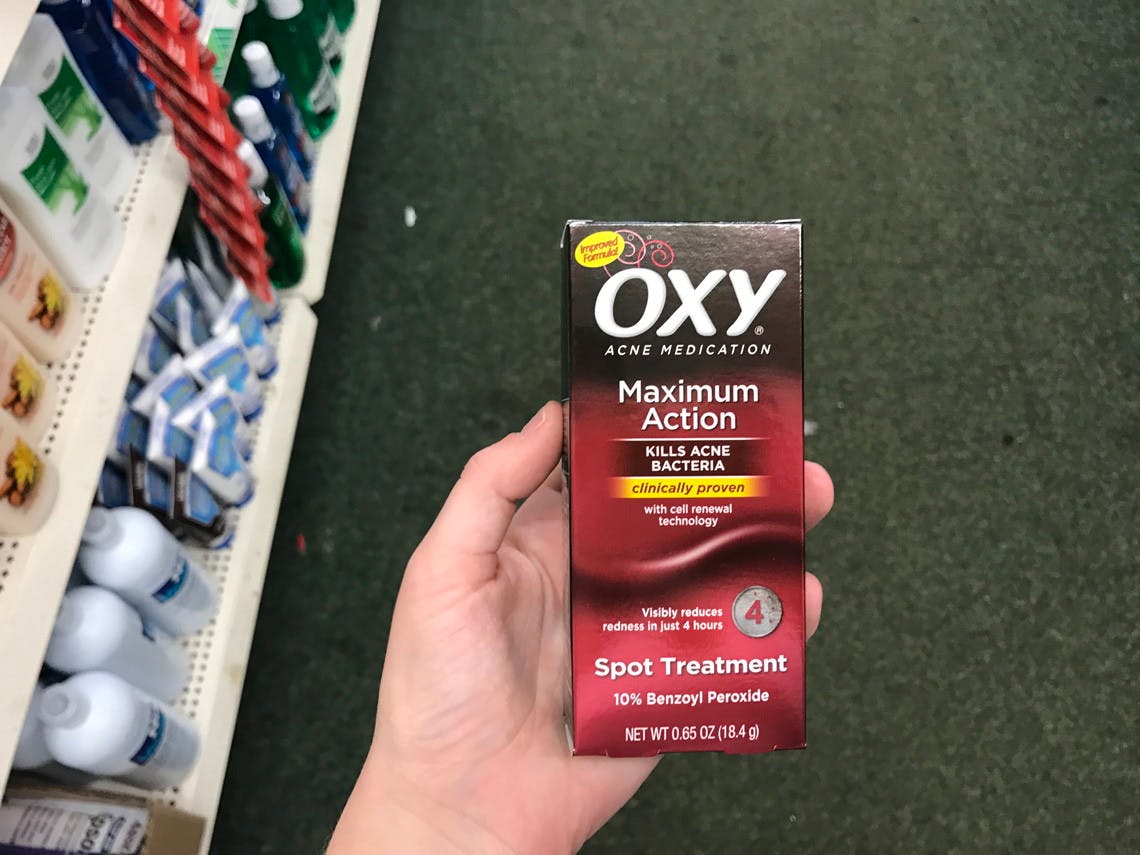 Improved
Formula!
OXY®
ACNE MEDICATION
Maximum
Action
KILLS ACNE
BACTERIA
clinically proven
with cell renewal
technology
Visibly reduces
redness in just 4 hours
4
Spot Treatment
10% Benzoyl Peroxide
NET WT 0.65 OZ (18.4 g)